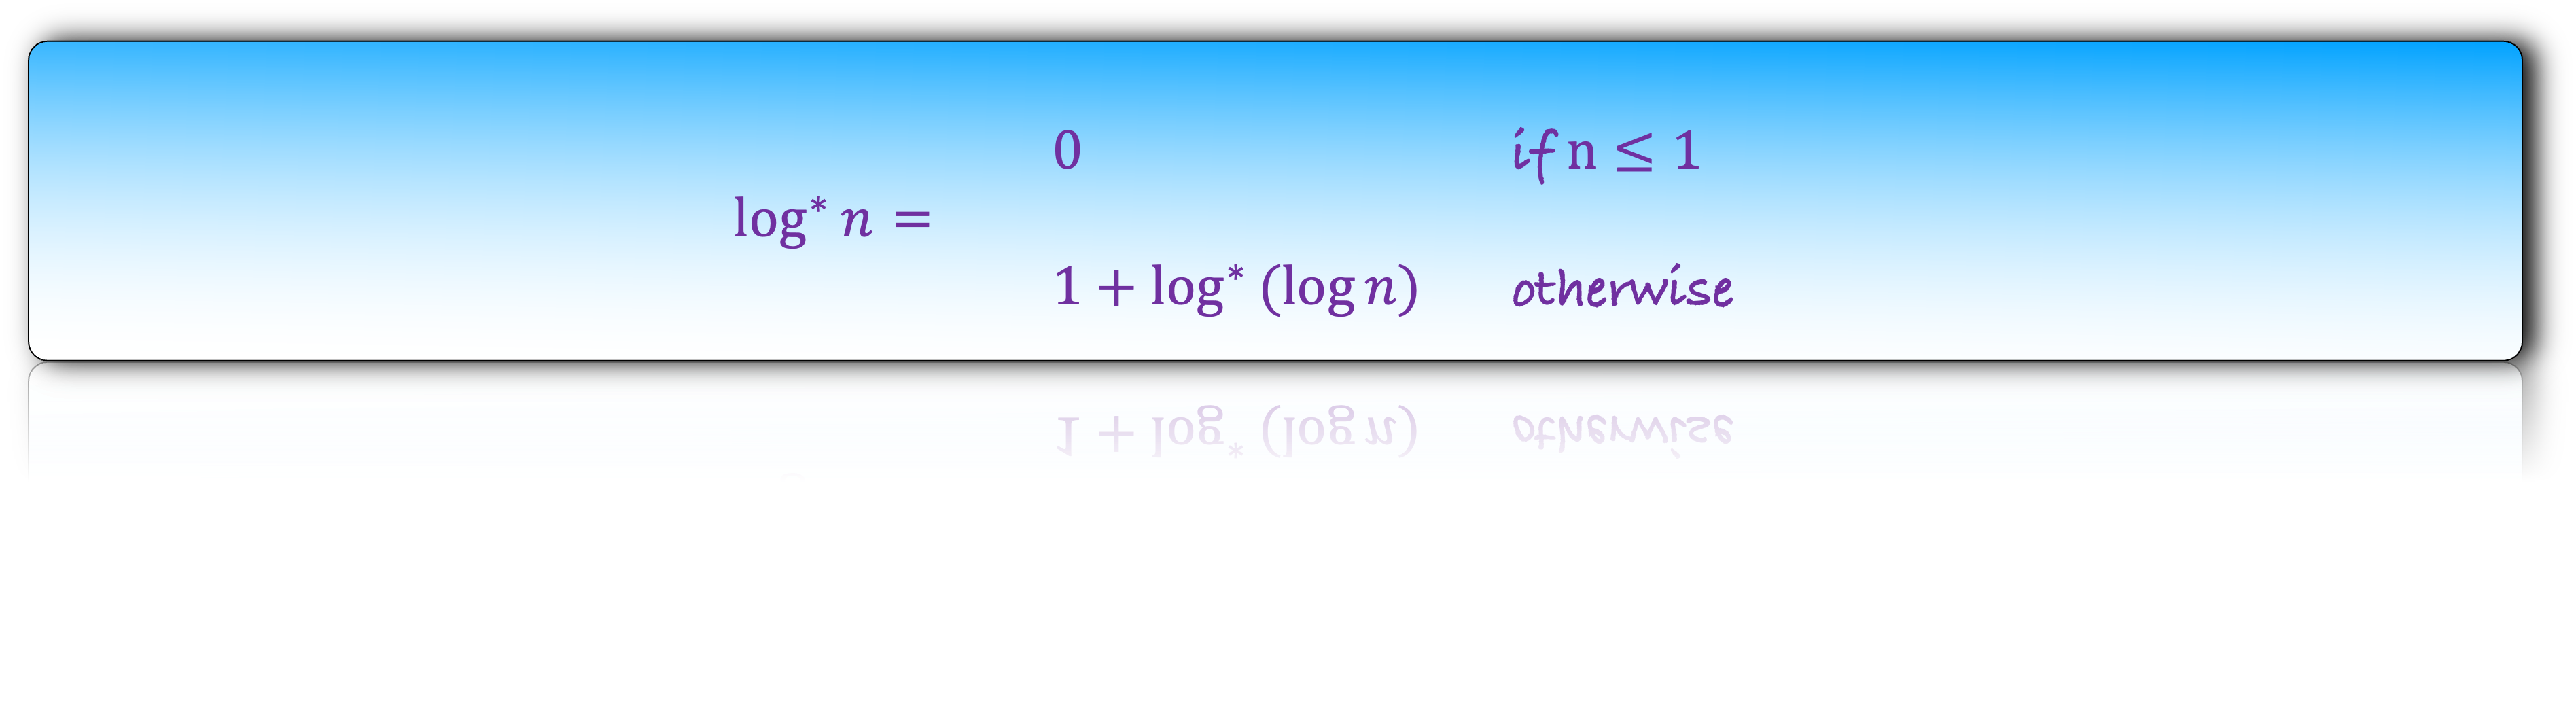 0 if n ≤ 1
log* n =
1 + log* (log n) otherwise